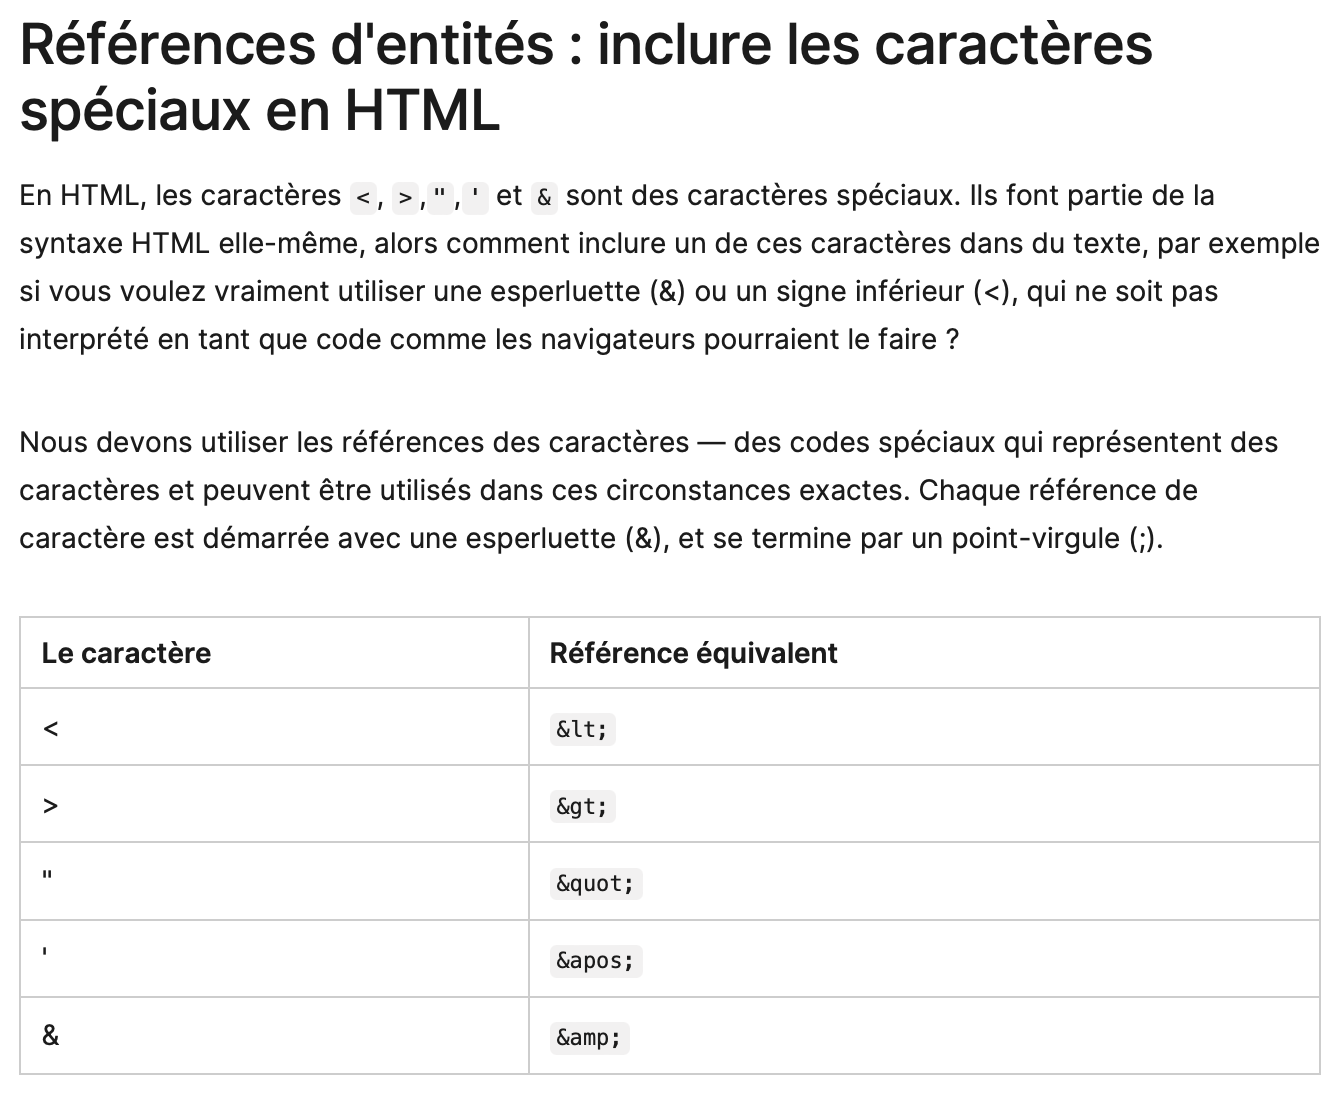 Références d'entités : inclure les caractères
spéciaux en HTML
En HTML, les caractères <, >,",' et & sont des caractères spéciaux. Ils font partie de la
syntaxe HTML elle-même, alors comment inclure un de ces caractères dans du texte, par exemple
si vous voulez vraiment utiliser une esperluette (&) ou un signe inférieur (<), qui ne soit pas
interprété en tant que code comme les navigateurs pourraient le faire ?
Nous devons utiliser les références des caractères — des codes spéciaux qui représentent des
caractères et peuvent être utilisés dans ces circonstances exactes. Chaque référence de
caractère est démarrée avec une esperluette (&), et se termine par un point-virgule (;).
Le caractère Référence équivalent
< &lt;
> &gt;
" &quot;
' &apos;
& &amp;